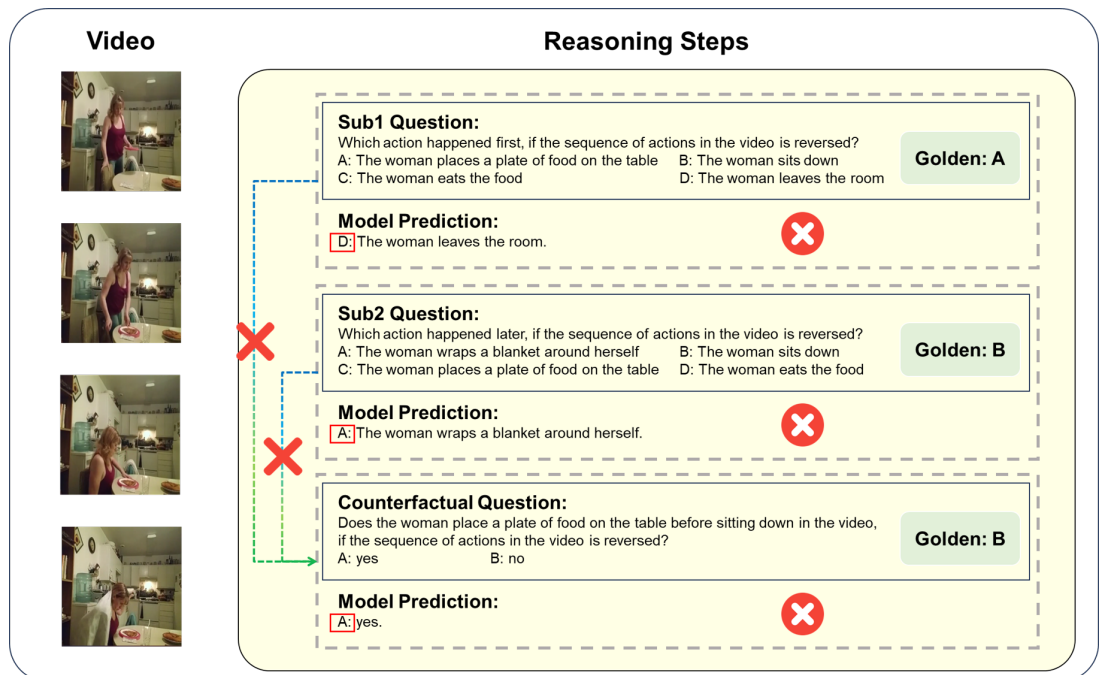 Video
Reasoning Steps
Sub1 Question:
Which action happened first, if the sequence of actions in the video is reversed?
A: The woman places a plate of food on the table B: The woman sits down
C: The woman eats the food D: The woman leaves the room
Golden: A
Model Prediction:
D: The woman leaves the room.
Sub2 Question:
Which action happened later, if the sequence of actions in the video is reversed?
A: The woman wraps a blanket around herself B: The woman sits down
C: The woman places a plate of food on the table D: The woman eats the food
Golden: B
Model Prediction:
A: The woman wraps a blanket around herself.
Counterfactual Question:
Does the woman place a plate of food on the table before sitting down in the video,
if the sequence of actions in the video is reversed?
A: yes B: no
Golden: B
Model Prediction:
A: yes.